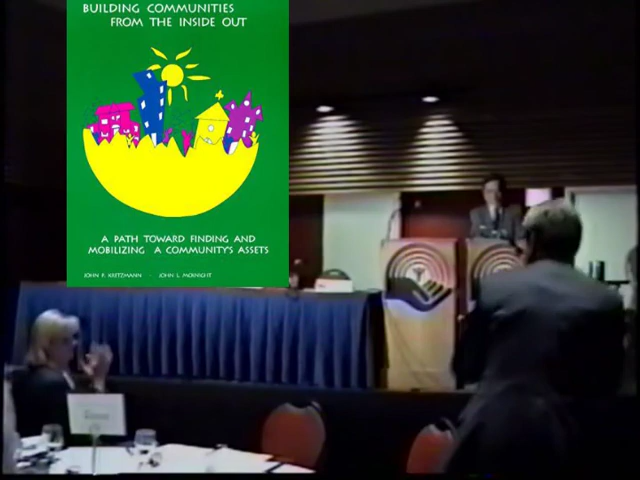 BUILDING COMMUNITIES
FROM THE INSIDE OUT
A PATH TOWARD FINDING AND
MOBILIZING A COMMUNITY'S ASSETS
JOHN P. KRETZMANN · JOHN L. MCKNIGHT